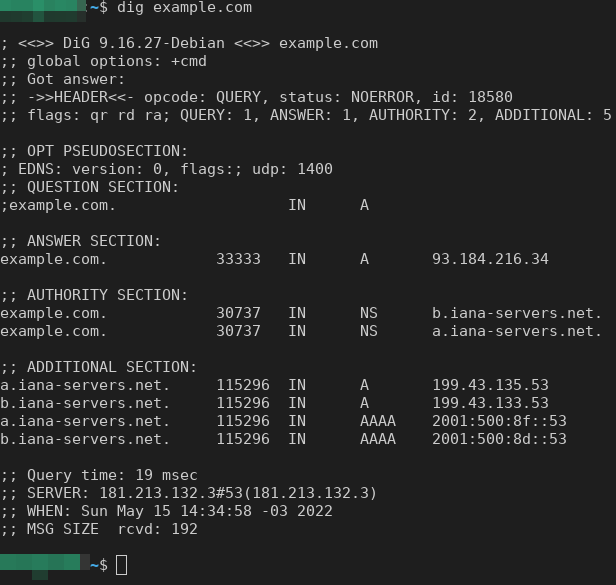 ~$ dig example.com
; <<>> DiG 9.16.27-Debian <<>> example.com
;; global options: +cmd
;; Got answer:
;; ->>HEADER<<- opcode: QUERY, status: NOERROR, id: 18580
;; flags: qr rd ra; QUERY: 1, ANSWER: 1, AUTHORITY: 2, ADDITIONAL: 5
;; OPT PSEUDOSECTION:
; EDNS: version: 0, flags:; udp: 1400
;; QUESTION SECTION:
;example.com. IN A
;; ANSWER SECTION:
example.com. 33333 IN A 93.184.216.34
;; AUTHORITY SECTION:
example.com. 30737 IN NS b.iana-servers.net.
example.com. 30737 IN NS a.iana-servers.net.
;; ADDITIONAL SECTION:
a.iana-servers.net. 115296 IN A 199.43.135.53
b.iana-servers.net. 115296 IN A 199.43.133.53
a.iana-servers.net. 115296 IN AAAA 2001:500:8f::53
b.iana-servers.net. 115296 IN AAAA 2001:500:8d::53
;; Query time: 19 msec
;; SERVER: 181.213.132.3#53(181.213.132.3)
;; WHEN: Sun May 15 14:34:58 -03 2022
;; MSG SIZE rcvd: 192
~$